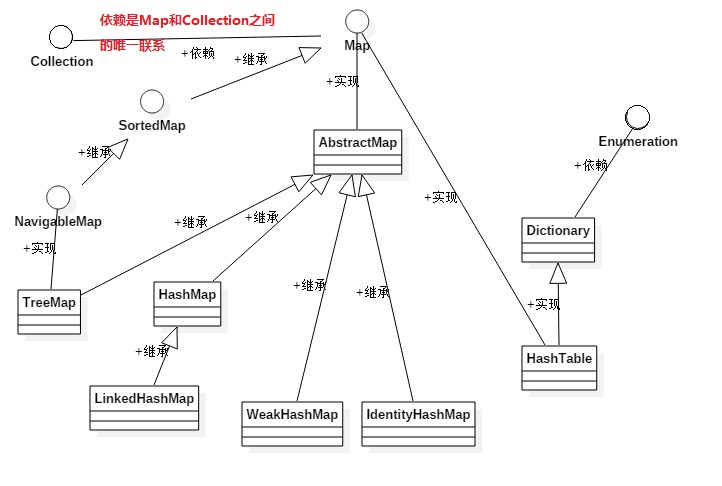 依赖是Map和Collection之间
的唯一联系
Collection
+依赖
Map
+继承
+实现
SortedMap
Enumeration
AbstractMap
+继承
+依赖
NavigableMap
+继承
+继承
+实现
Dictionary
+实现
TreeMap
HashMap
+继承
+继承
+实现
+继承
HashTable
LinkedHashMap
WeakHashMap
IdentityHashMap